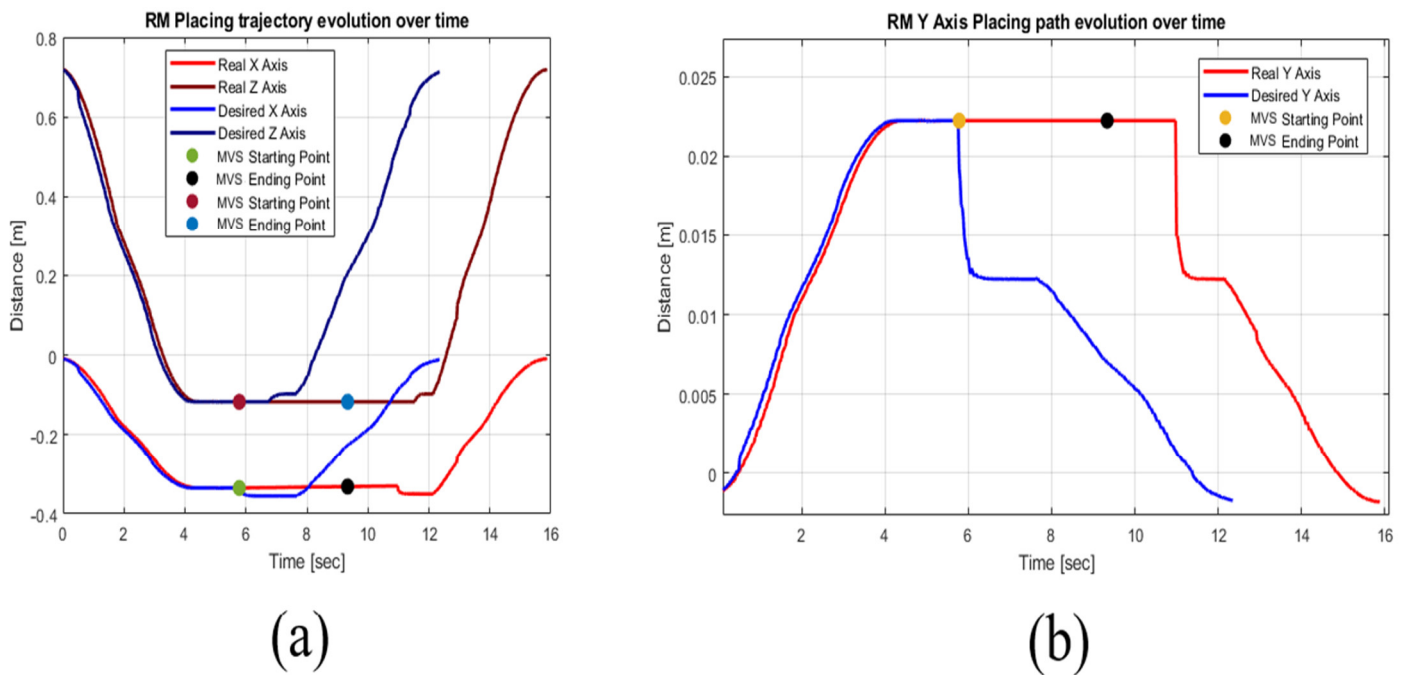 RM Placing trajectory evolution over time
0.8
0.6
0.4
0.2
0
-0.2
-0.4
Distance [m]
Real X Axis
Real Z Axis
Desired X Axis
Desired Z Axis
MVS Starting Point
MVS Ending Point
MVS Starting Point
MVS Ending Point
0 2 4 6 8 10 12 14 16
Time [sec]
(a)
RM Y Axis Placing path evolution over time
0.025
0.02
0.015
0.01
0.005
0
Distance [m]
Real Y Axis
Desired Y Axis
MVS Starting Point
MVS Ending Point
2 4 6 8 10 12 14 16
Time [sec]
(b)